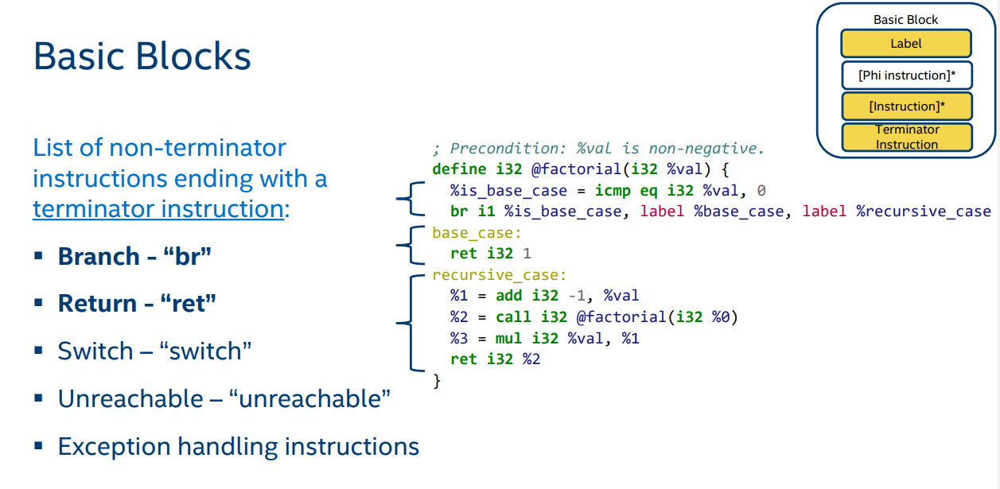 Basic Blocks
List of non-terminator
instructions ending with a
terminator instruction:
▪ Branch - “br”
▪ Return - “ret”
▪ Switch – “switch”
▪ Unreachable – “unreachable”
▪ Exception handling instructions
; Precondition: %val is non-negative.
define i32 @factorial(i32 %val) {
  %is_base_case = icmp eq i32 %val, 0
  br i1 %is_base_case, label %base_case, label %recursive_case
base_case:
  ret i32 1
recursive_case:
  %1 = add i32 -1, %val
  %2 = call i32 @factorial(i32 %0)
  %3 = mul i32 %val, %1
  ret i32 %2
}
Basic Block
Label
[Phi instruction]*
[Instruction]*
Terminator
Instruction